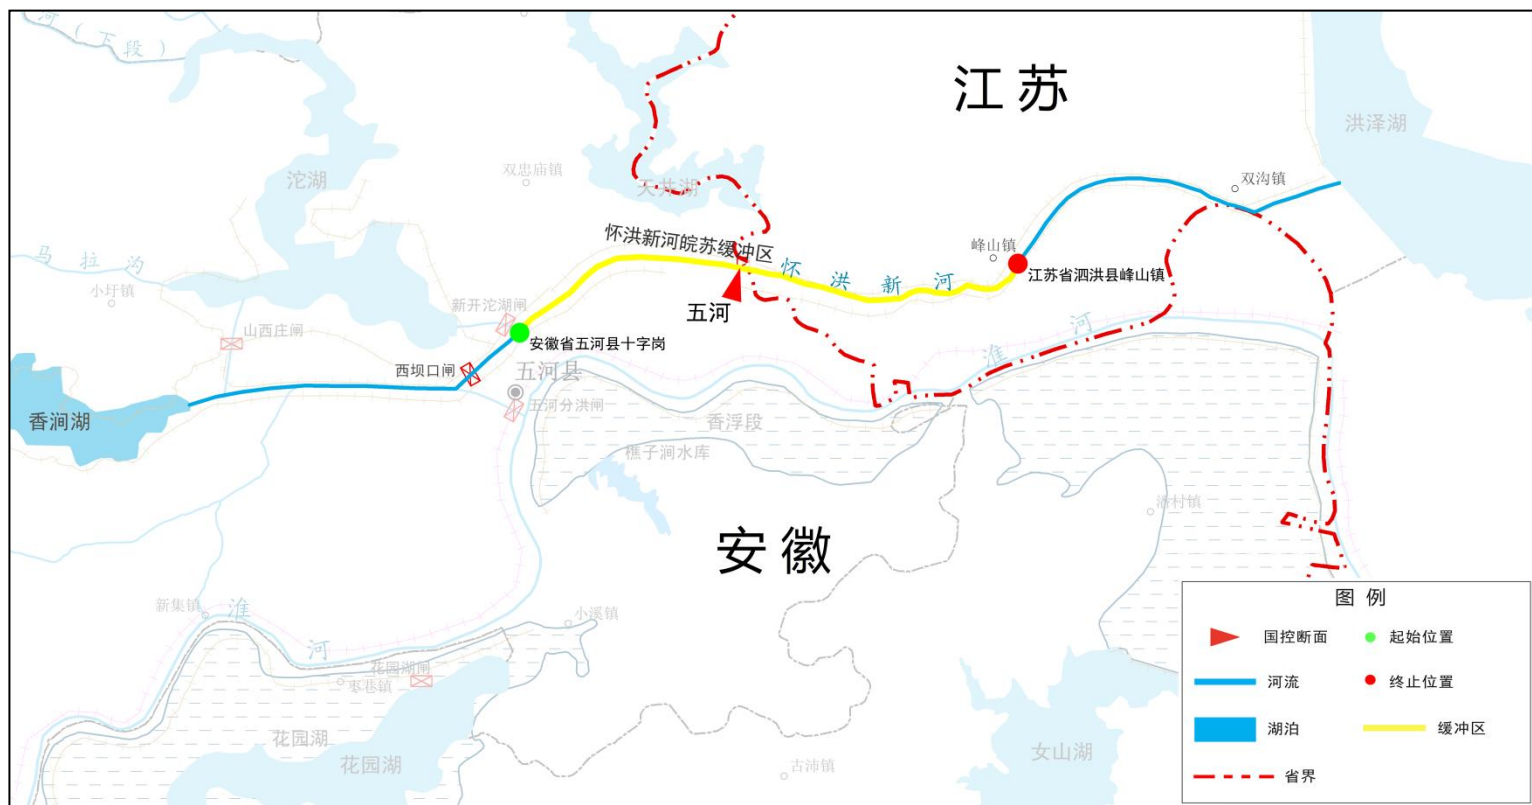 河（下段）
江 苏
洪泽湖
双忠庙镇
沱湖
天井湖
双沟镇
怀洪新河皖苏缓冲区
峰山镇
马拉沟
怀洪新河
江苏省泗洪县峰山镇
小圩镇
新开沱湖闸
五河
山西庄闸
安徽省五河县十字岗
淮河
西坝口闸
五河县
五河分洪闸
香涧湖
香浮段
樵子涧水库
潘村镇
安 徽
新集镇
淮河
小溪镇
花园湖闸
枣巷镇
花园湖
花园湖
女山湖
古沛镇
图 例
国控断面
起始位置
河流
终止位置
湖泊
缓冲区
省界